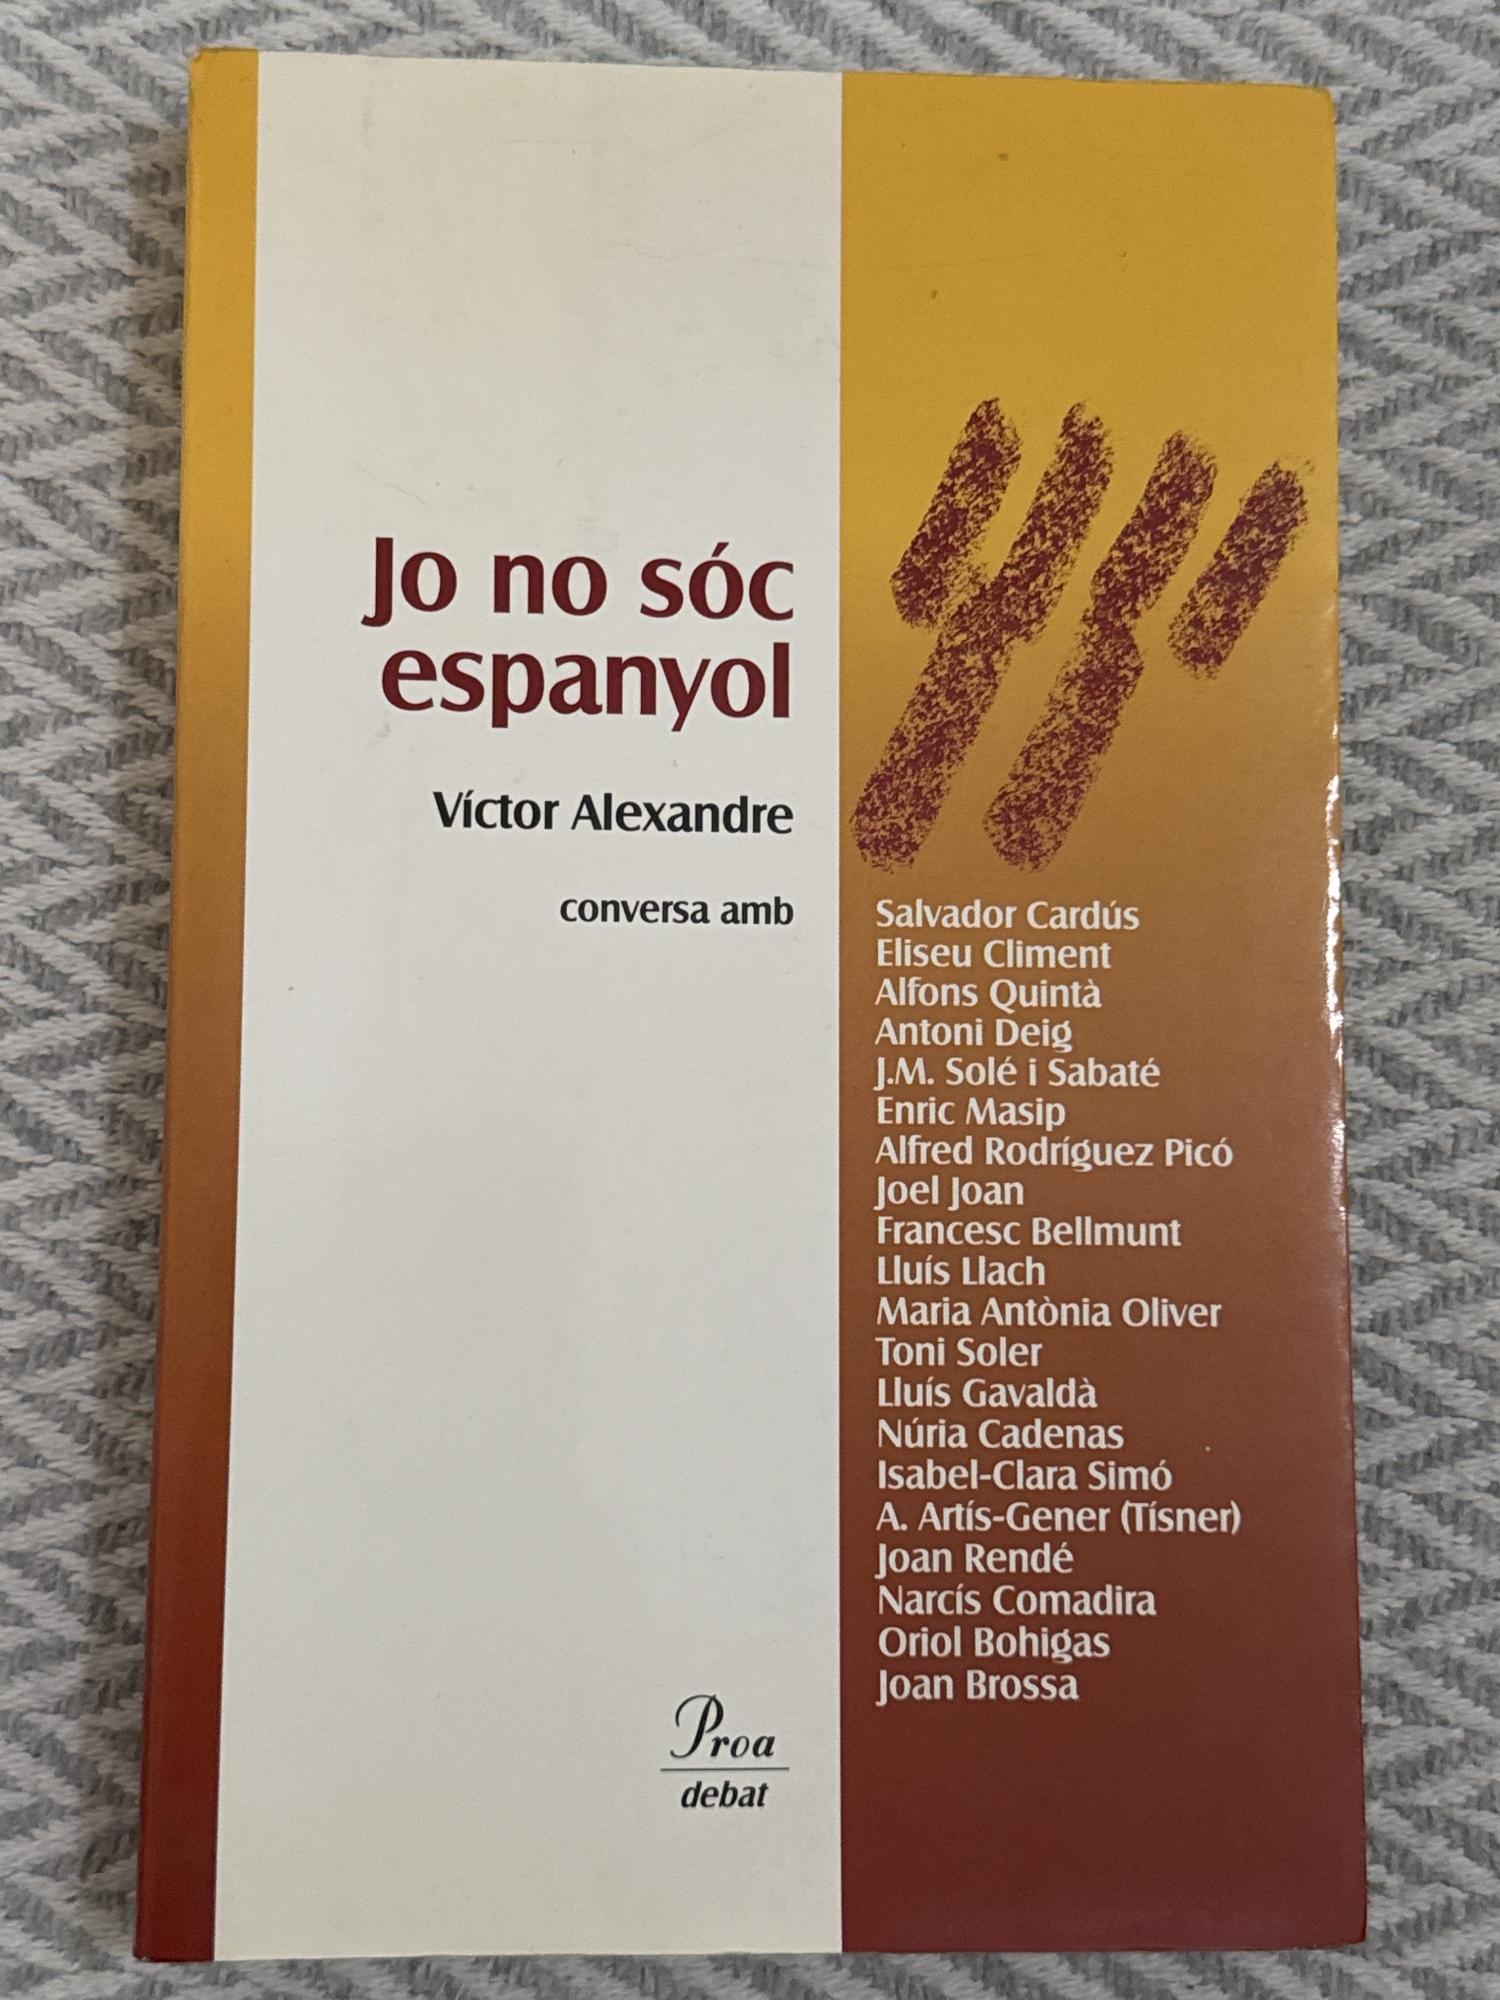 Jo no sóc
espanyol
Víctor Alexandre
conversa amb
Salvador Cardús
Eliseu Climent
Alfons Quintà
Antoni Deig
J.M. Solé i Sabaté
Enric Masip
Alfred Rodríguez Picó
Joel Joan
Francesc Bellmunt
Lluís Llach
Maria Antònia Oliver
Toni Soler
Lluís Gavaldà
Núria Cadenas
Isabel-Clara Simó
A. Artís-Gener (Tísner)
Joan Rendé
Narcís Comadira
Oriol Bohigas
Joan Brossa
Proa
debat